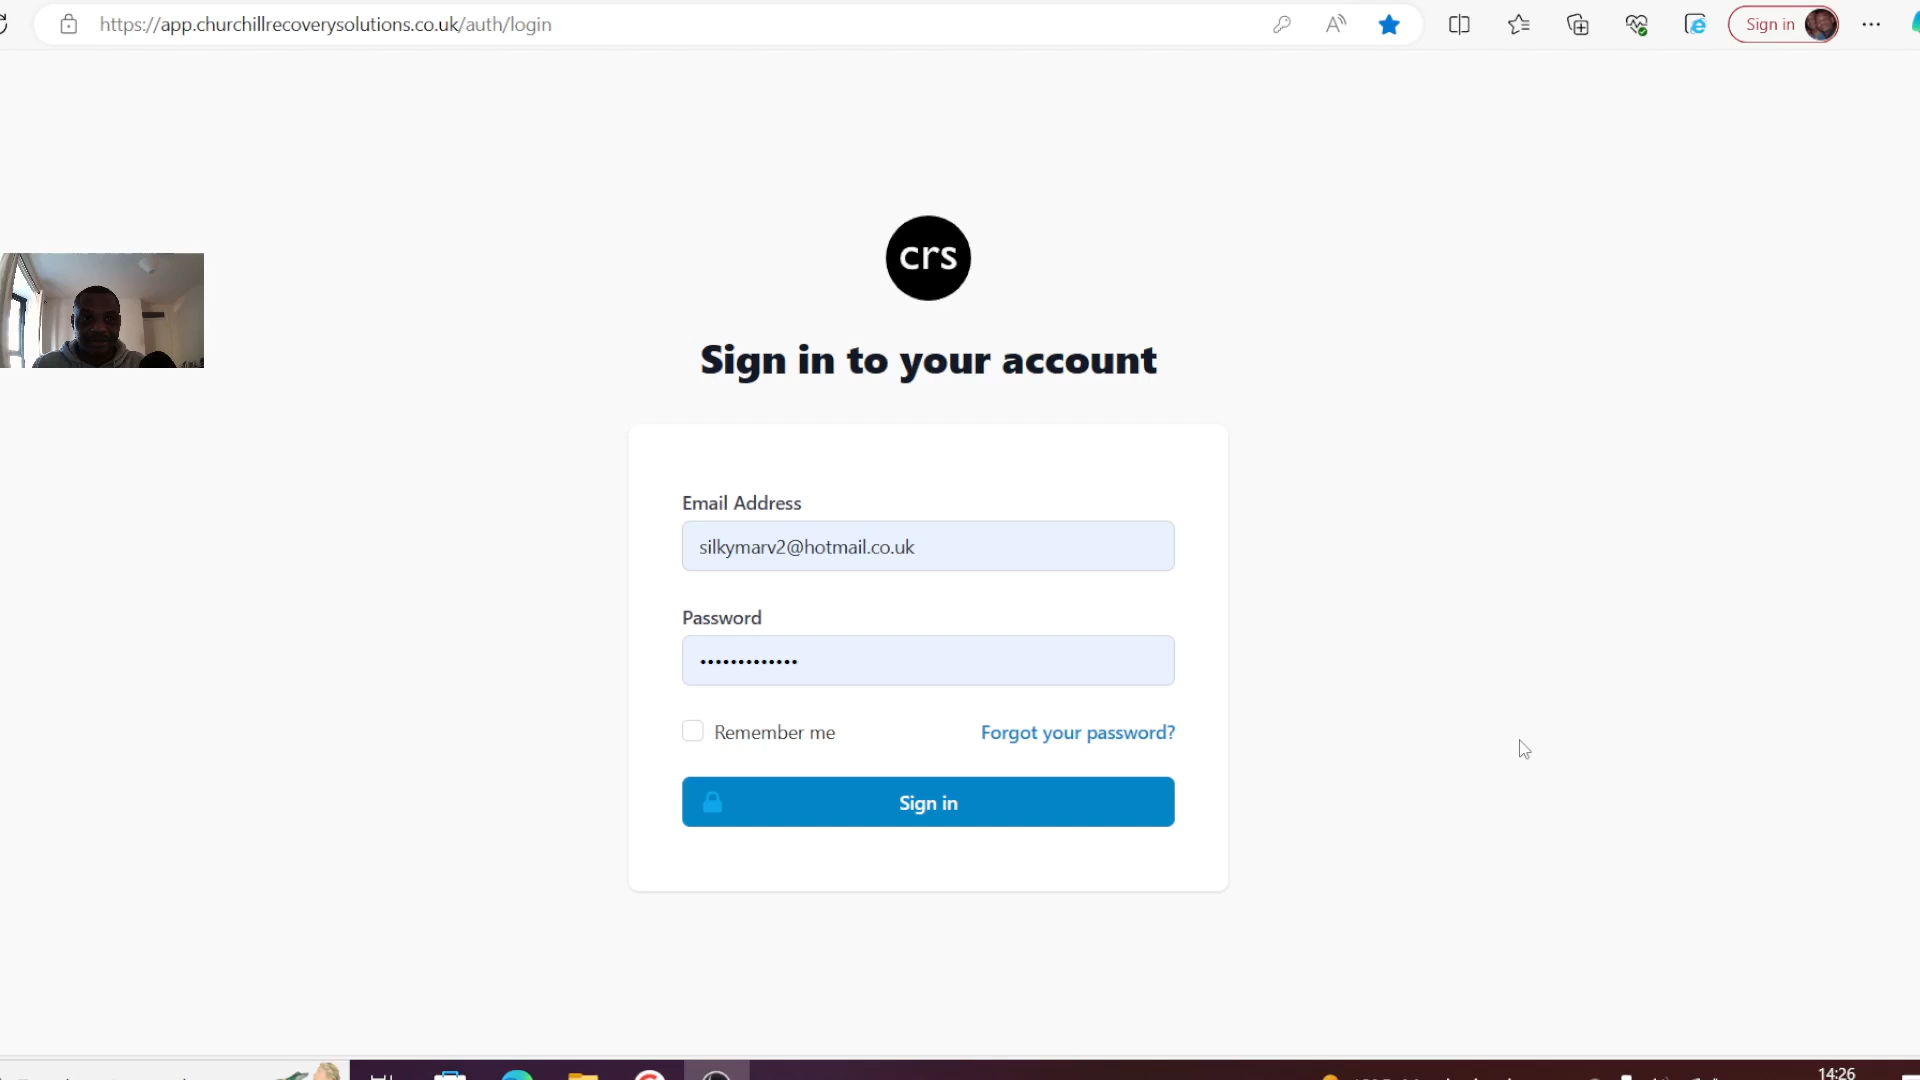 https://app.churchillrecoverysolutions.co.uk/auth/login
Sign in
crs
Sign in to your account
Email Address
silkymarv2@hotmail.co.uk
Password
•••••••••••••
Remember me
Forgot your password?
Sign in
14:26